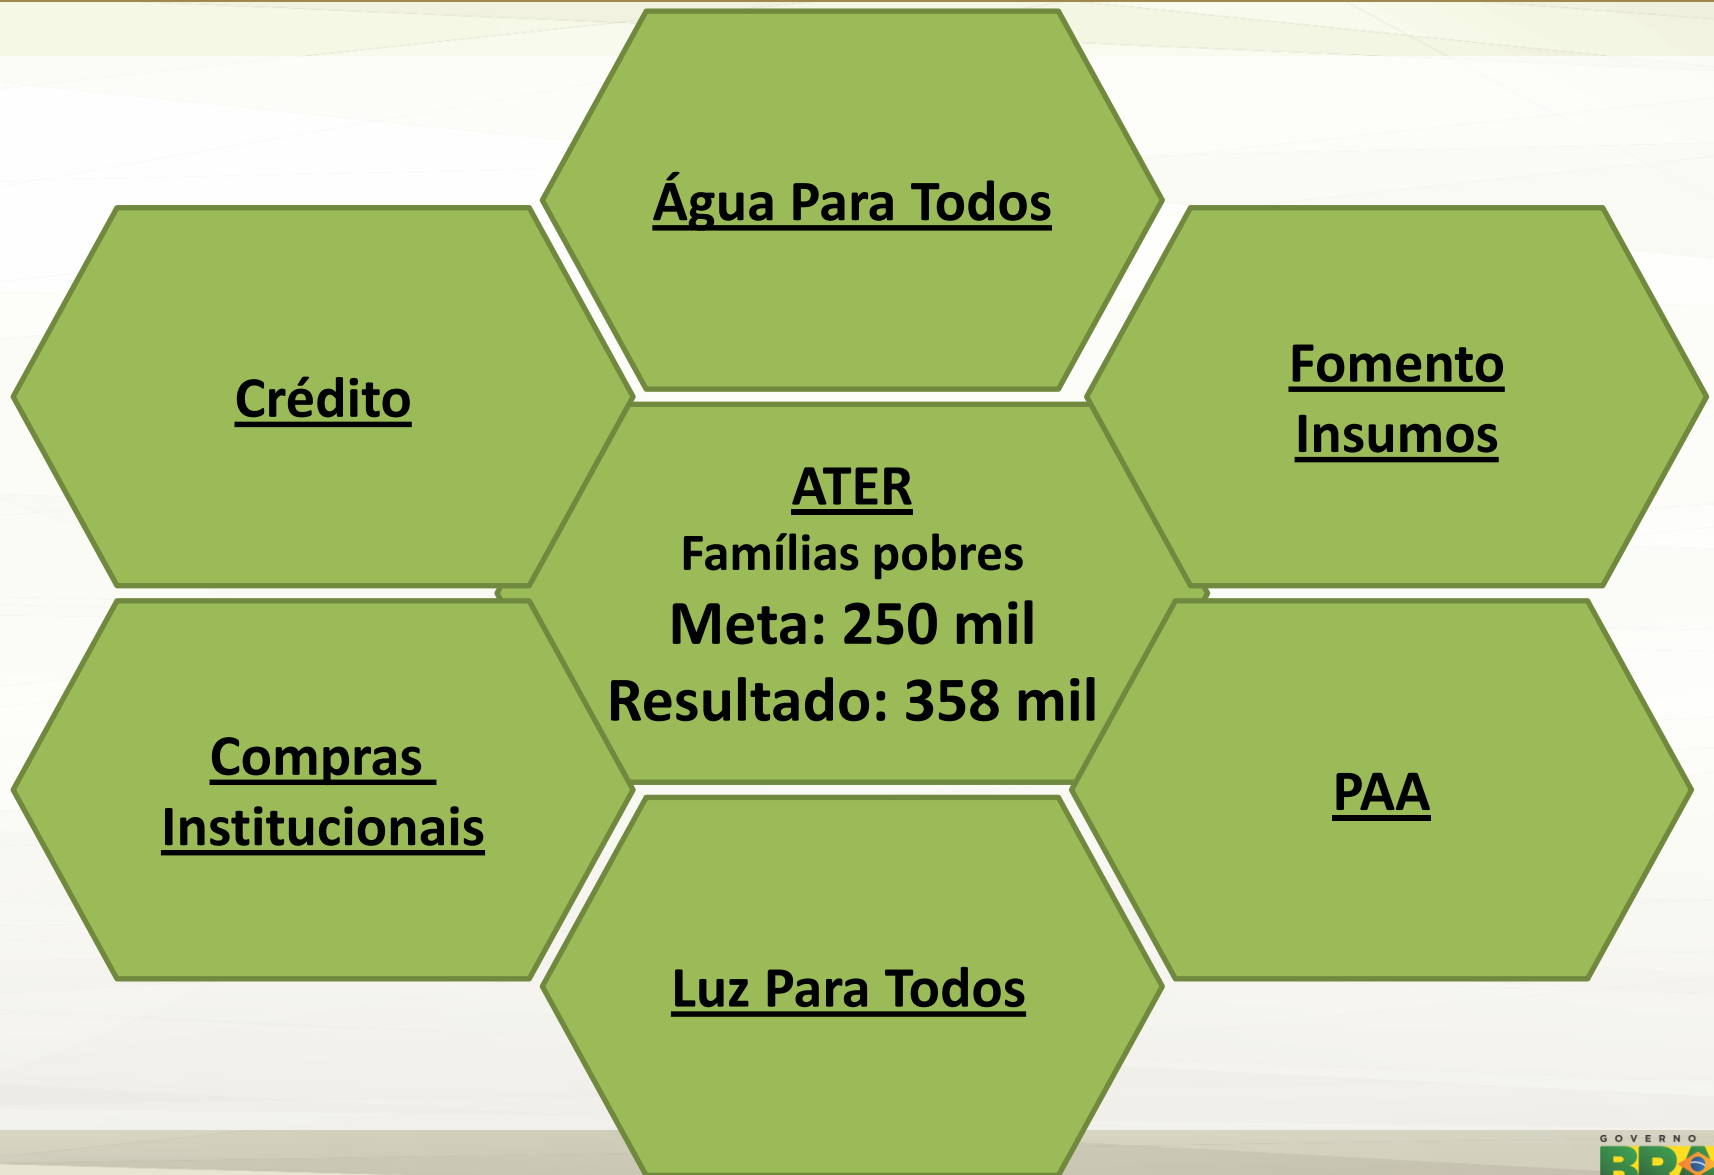 Água Para Todos
Crédito
Fomento
Insumos
ATER
Famílias pobres
Meta: 250 mil
Resultado: 358 mil
Compras
Institucionais
PAA
Luz Para Todos
GOVERNO